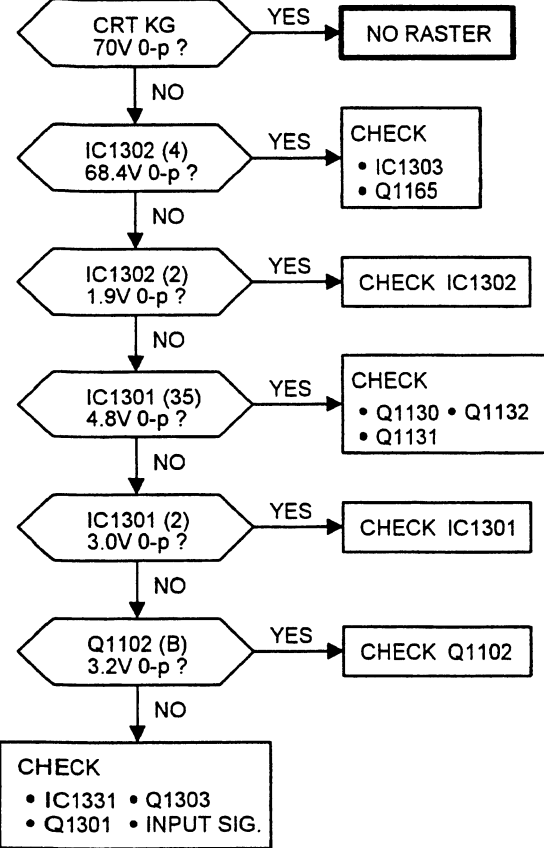 CRT KG
70V 0-p ?
YES
NO RASTER
NO
IC1302 (4)
68.4V 0-p ?
YES
CHECK
• IC1303
• Q1165
NO
IC1302 (2)
1.9V 0-p ?
YES
CHECK IC1302
NO
IC1301 (35)
4.8V 0-p ?
YES
CHECK
• Q1130 • Q1132
• Q1131
NO
IC1301 (2)
3.0V 0-p ?
YES
CHECK IC1301
NO
Q1102 (B)
3.2V 0-p ?
YES
CHECK Q1102
NO
CHECK
• IC1331 • Q1303
• Q1301 • INPUT SIG.